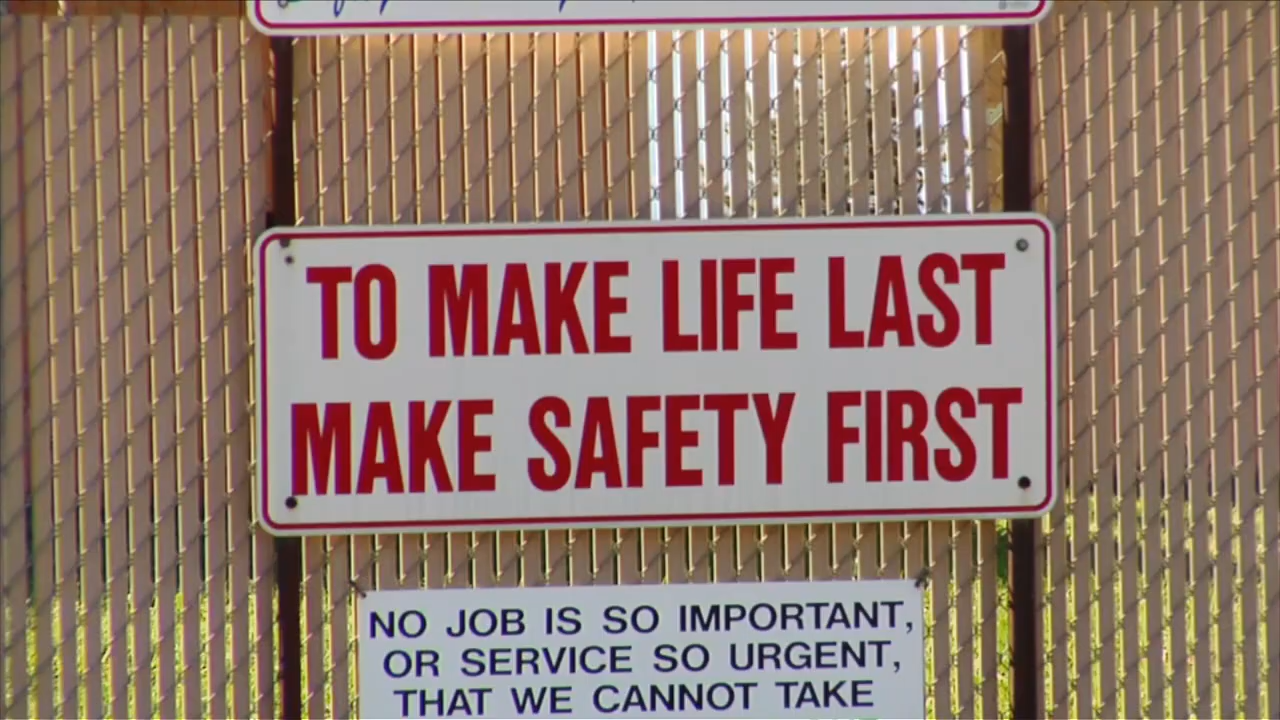 TO MAKE LIFE LAST
MAKE SAFETY FIRST
NO JOB IS SO IMPORTANT,
OR SERVICE SO URGENT,
THAT WE CANNOT TAKE